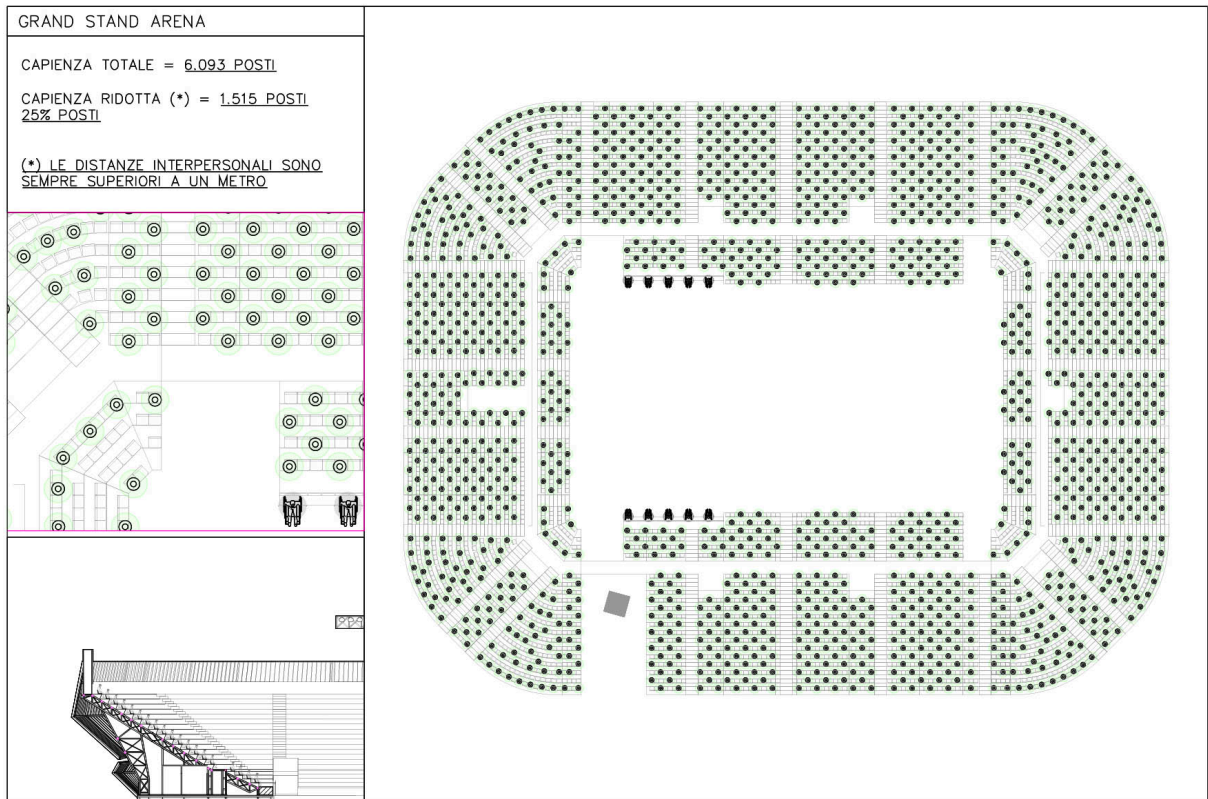 GRAND STAND ARENA
CAPIENZA TOTALE = 6.093 POSTI
CAPIENZA RIDOTTA (*) = 1.515 POSTI
25% POSTI
(*) LE DISTANZE INTERPERSONALI SONO
SEMPRE SUPERIORI A UN METRO